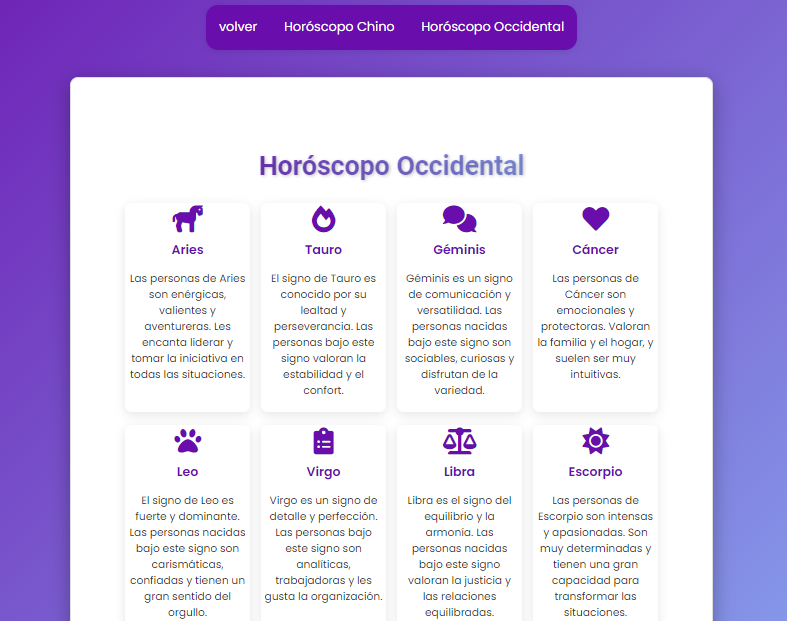 volver Horóscopo Chino Horóscopo Occidental
Horóscopo Occidental
Aries
Las personas de Aries
son enérgicas,
valientes y
aventureras. Les
encanta liderar y
tomar la iniciativa en
todas las situaciones.
Tauro
El signo de Tauro es
conocido por su
lealtad y
perseverancia. Las
personas bajo este
signo valoran la
estabilidad y el
confort.
Géminis
Géminis es un signo
de comunicación y
versatilidad. Las
personas nacidas
bajo este signo son
sociables, curiosas y
disfrutan de la
variedad.
Cáncer
Las personas de
Cáncer son
emocionales y
protectoras. Valoran
la familia y el hogar, y
suelen ser muy
intuitivas.
Leo
El signo de Leo es
fuerte y dominante.
Las personas nacidas
bajo este signo son
carismáticas,
confiadas y tienen un
gran sentido del
orgullo.
Virgo
Virgo es un signo de
detalle y perfección.
Las personas bajo
este signo son
analíticas,
trabajadoras y les
gusta la organización.
Libra
Libra es el signo del
equilibrio y la
armonía. Las
personas nacidas
bajo este signo
valoran la justicia y
las relaciones
equilibradas.
Escorpio
Las personas de
Escorpio son intensas
y apasionadas. Son
muy determinadas y
tienen una gran
capacidad para
transformar las
situaciones.